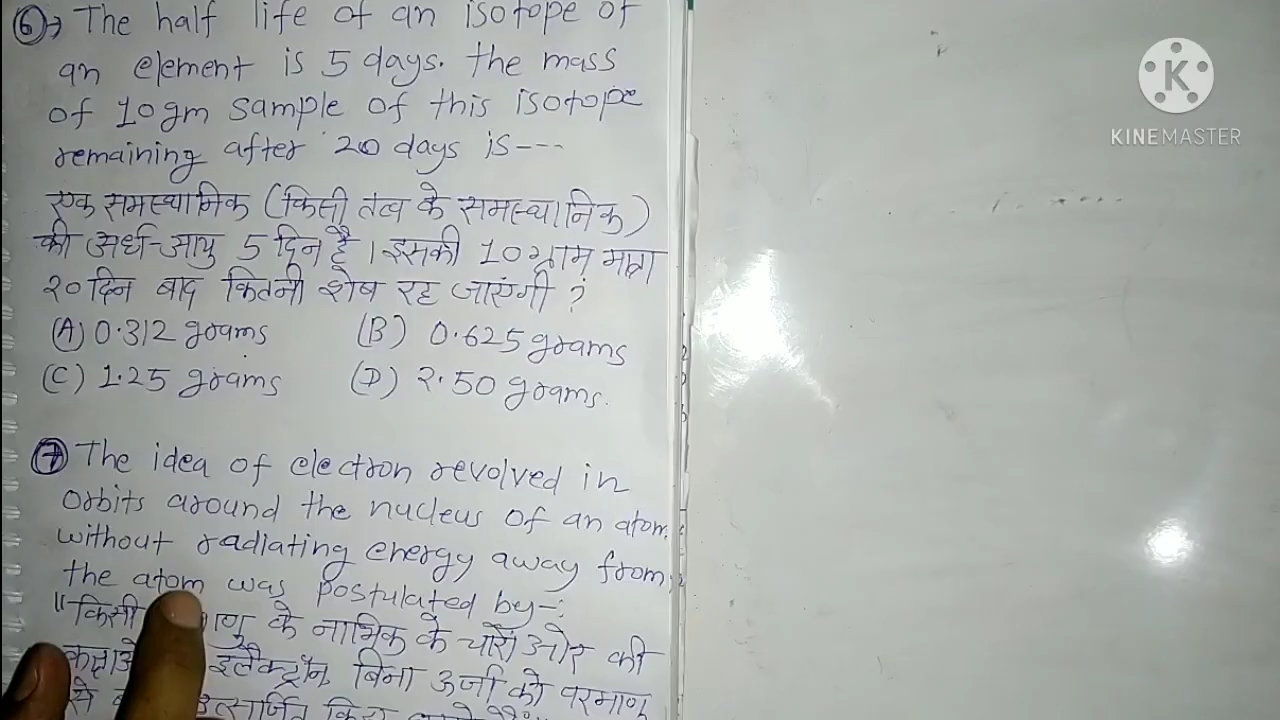 ⑥→ The half life of an isotope of
an element is 5 days. the mass
of 10gm sample of this isotope
remaining after 20 days is---
एक समस्थानिक (किसी तत्व के समस्थानिक)
की अर्ध-आयु 5 दिन है। इसकी 10 ग्राम मात्रा
२० दिन बाद कितनी शेष रह जाएंगी ?
(A) 0.312 grams (B) 0.625 grams
(C) 1.25 grams (D) २.50 grams.
⑦ The idea of electron revolved in
orbits around the nucleus of an atom
without radiating energy away from
the atom was postulated by-:
"किसी के नाभिक के चारों ओर की
इलैक्ट्रॉन बिना ऊर्जा को परमाणु
से
KINEMASTER